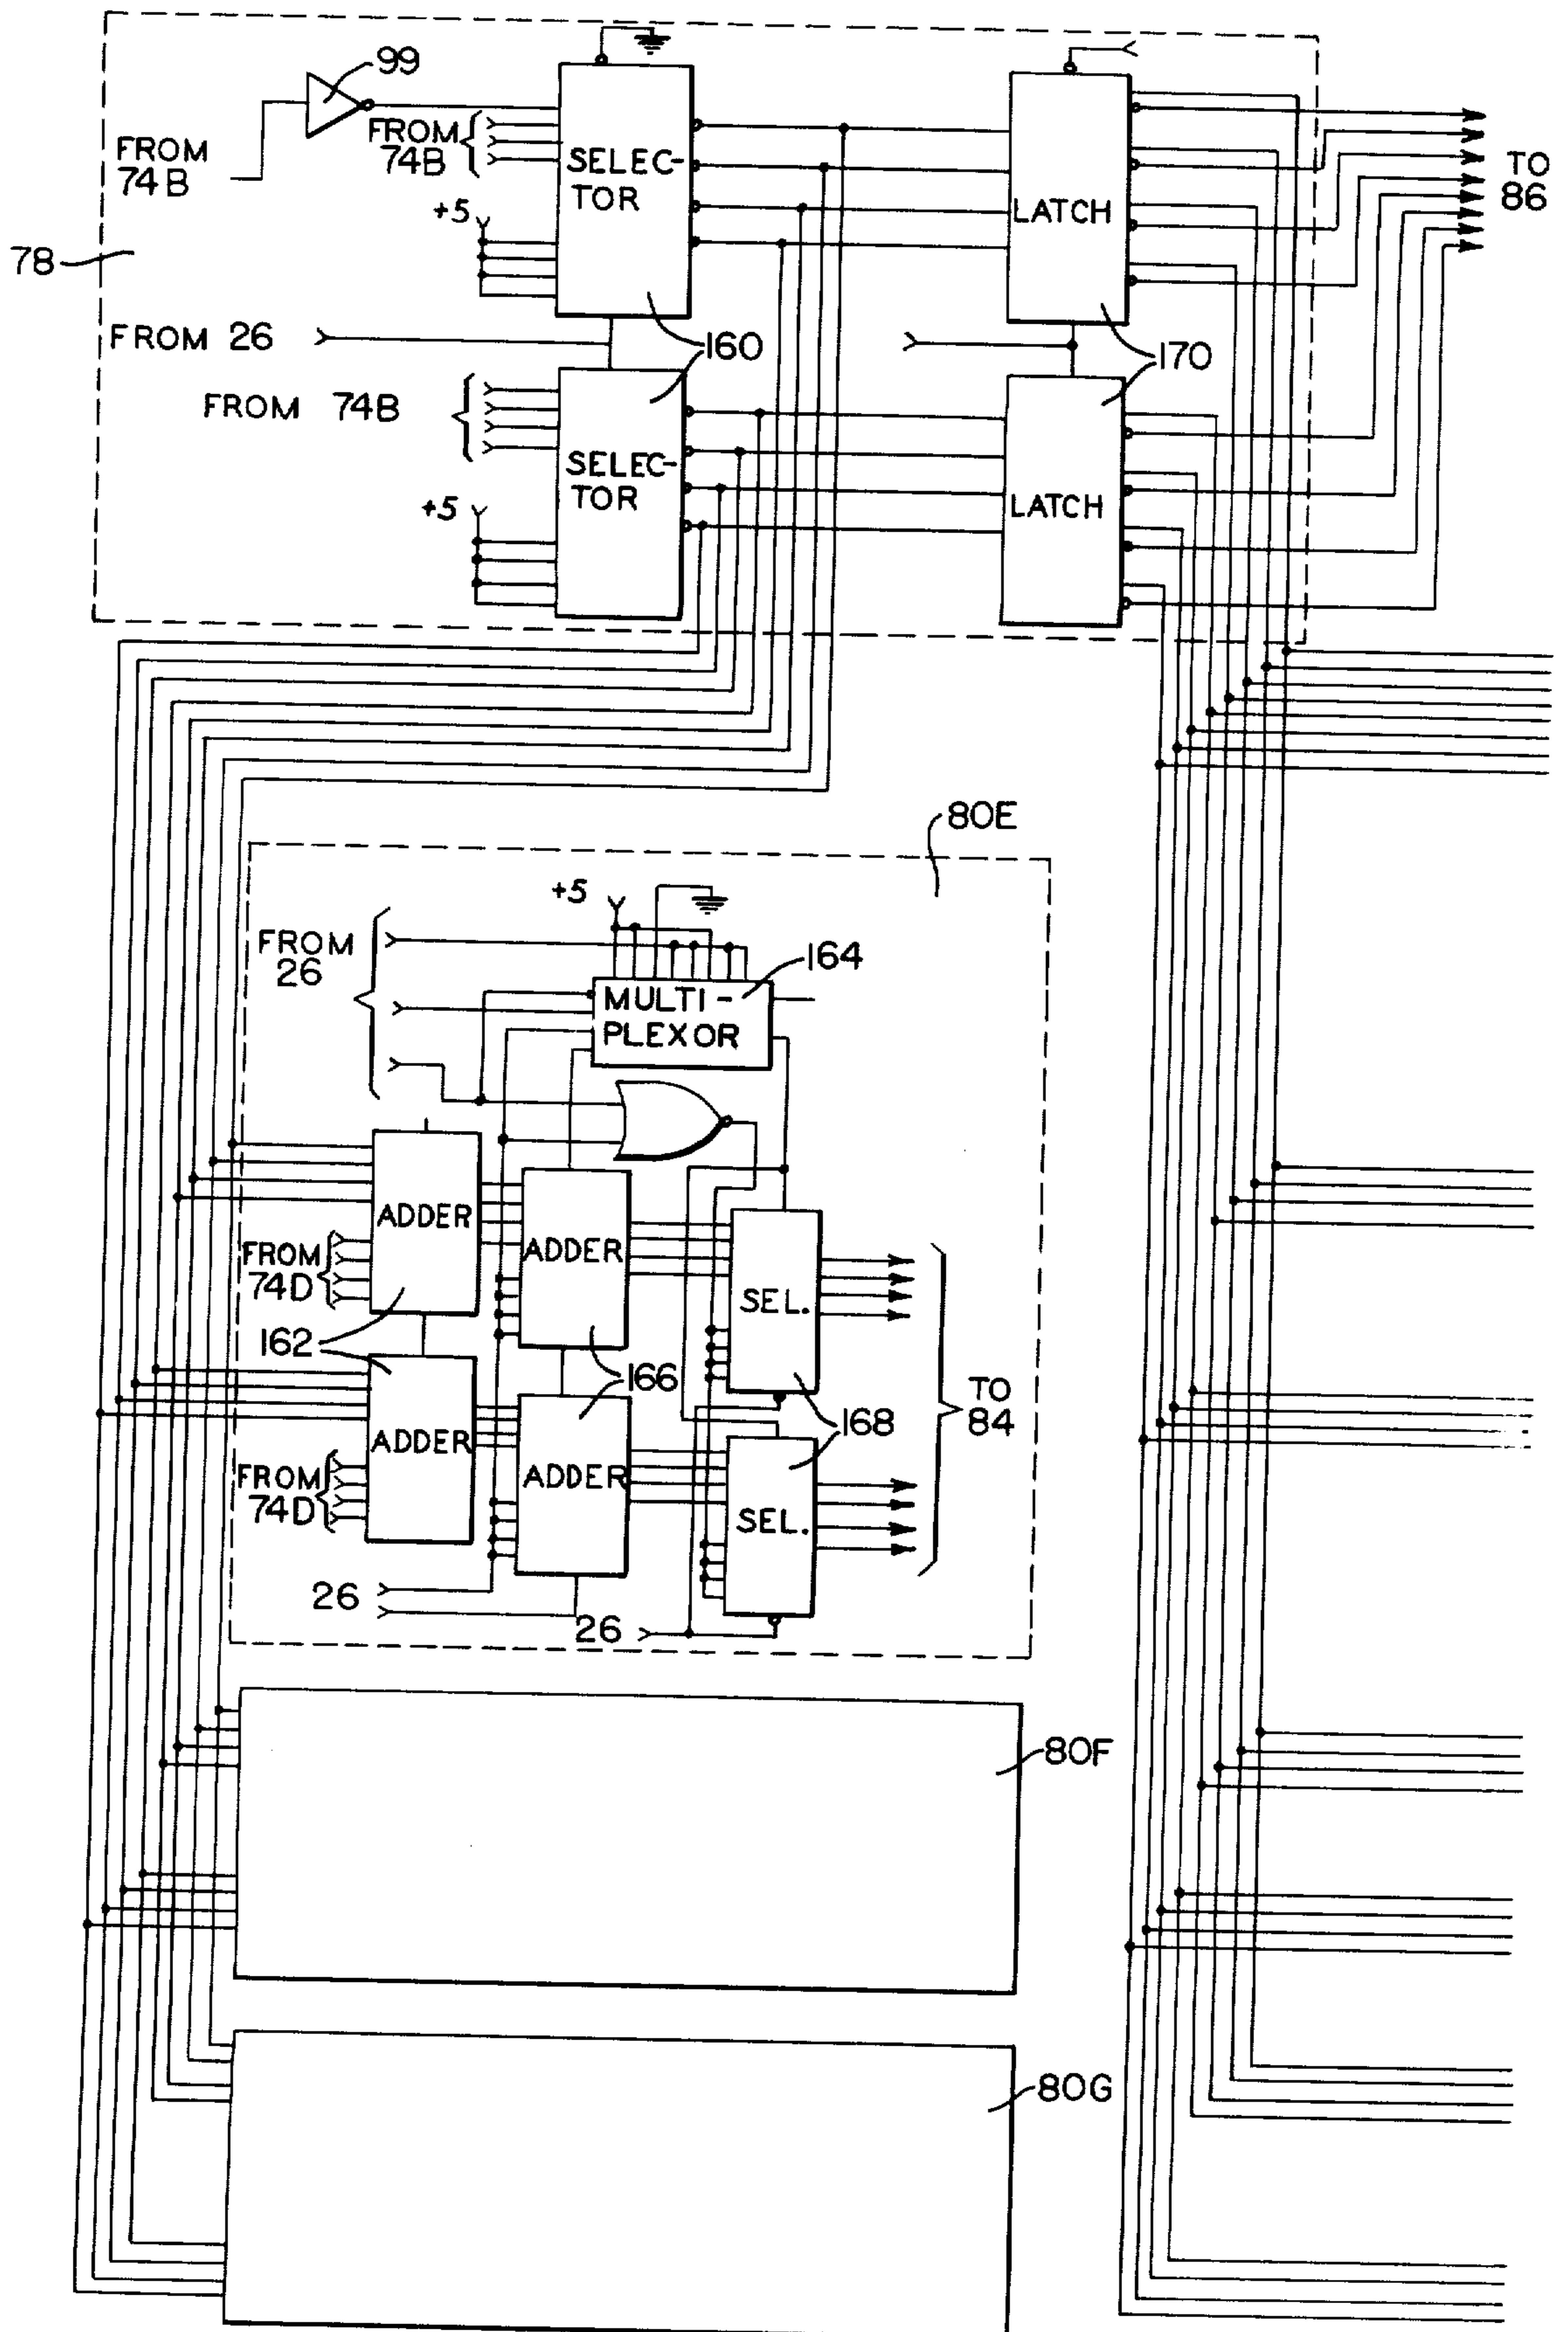 99
FROM
74B
FROM
74B
SELEC-
TOR
LATCH
TO
86
+5
78
FROM 26
160
170
FROM 74B
SELEC-
TOR
LATCH
+5
80E
+5
FROM
26
164
MULTI-
PLEXOR
ADDER
ADDER
FROM
74D
SEL.
162
166
TO
84
168
ADDER
ADDER
FROM
74D
SEL.
26
26
80F
80G